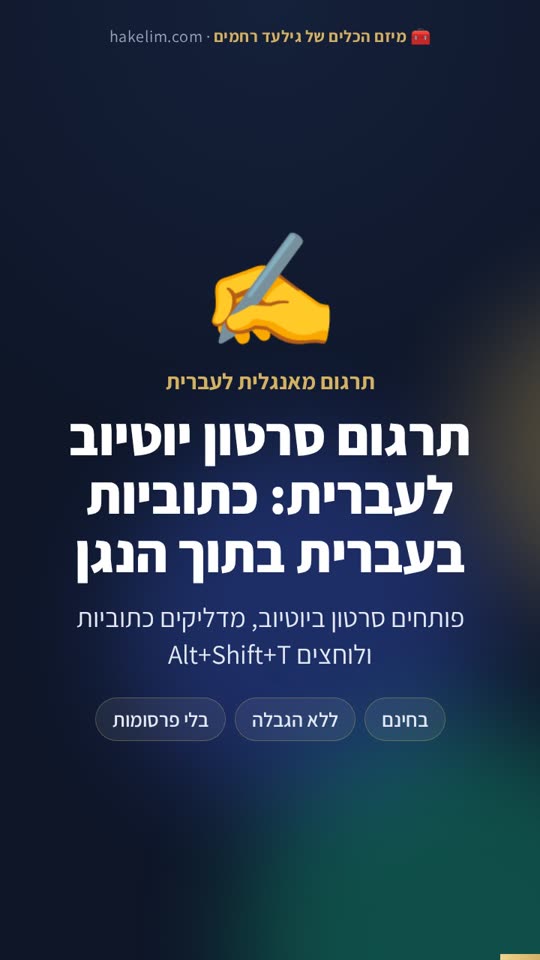 🧰 מיזם הכלים של גילעד רחמים · hakelim.com
תרגום מאנגלית לעברית
תרגום סרטון יוטיוב
לעברית: כתוביות
בעברית בתוך הנגן
פותחים סרטון ביוטיוב, מדליקים כתוביות
ולוחצים Alt+Shift+T
בחינם
ללא הגבלה
בלי פרסומות